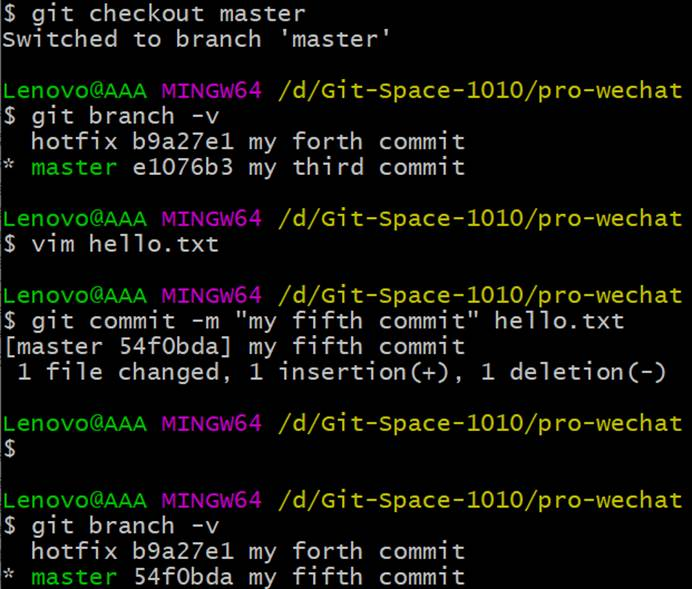 $ git checkout master
Switched to branch 'master'
Lenovo@AAA MINGW64 /d/Git-Space-1010/pro-wechat
$ git branch -v
  hotfix b9a27e1 my forth commit
* master e1076b3 my third commit
Lenovo@AAA MINGW64 /d/Git-Space-1010/pro-wechat
$ vim hello.txt
Lenovo@AAA MINGW64 /d/Git-Space-1010/pro-wechat
$ git commit -m "my fifth commit" hello.txt
[master 54f0bda] my fifth commit
 1 file changed, 1 insertion(+), 1 deletion(-)
Lenovo@AAA MINGW64 /d/Git-Space-1010/pro-wechat
$
Lenovo@AAA MINGW64 /d/Git-Space-1010/pro-wechat
$ git branch -v
  hotfix b9a27e1 my forth commit
* master 54f0bda my fifth commit